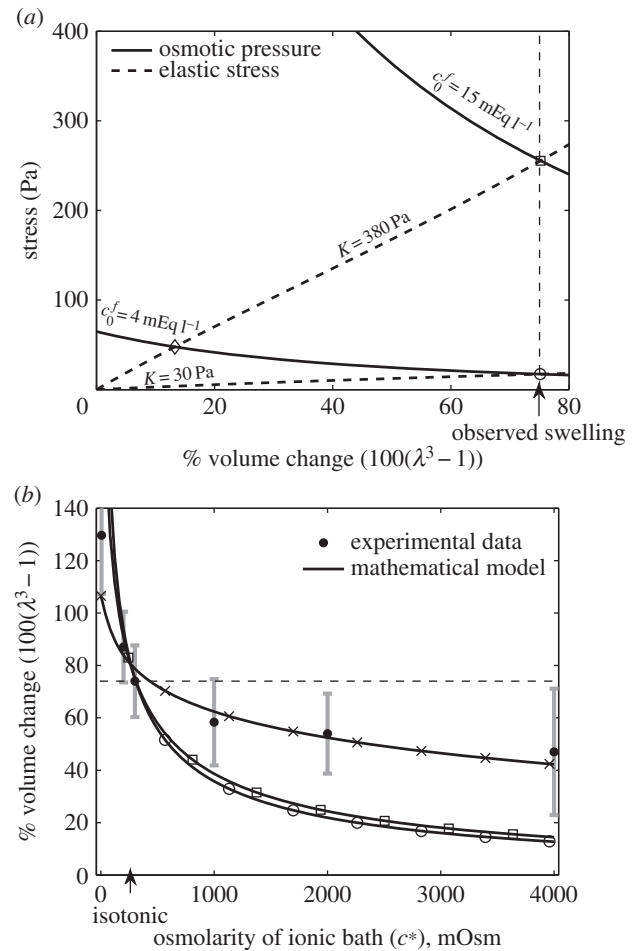 (a)
400
300
200
100
0
stress (Pa)
osmotic pressure
elastic stress
c₀ᶠ = 15 mEq l⁻¹
K = 380 Pa
c₀ᶠ = 4 mEq l⁻¹
K = 30 Pa
0 20 40 60 80
observed swelling
% volume change (100(λ³ – 1))
(b)
140
120
100
80
60
40
20
0
% volume change (100(λ³ – 1))
experimental data
mathematical model
0 1000 2000 3000 4000
isotonic
osmolarity of ionic bath (c*), mOsm